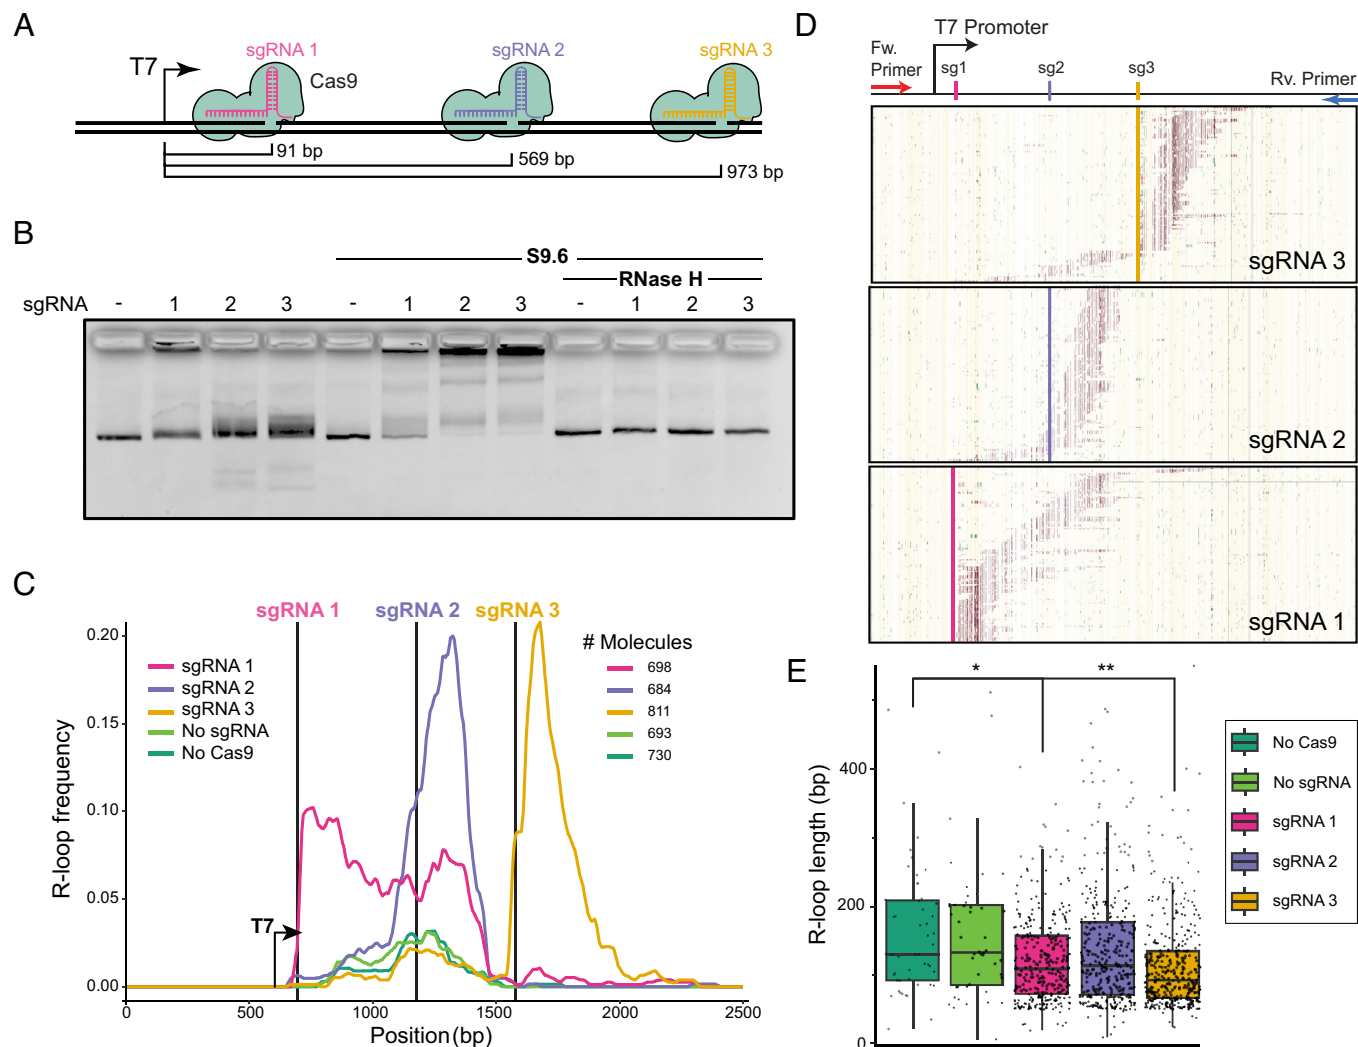 A
T7
sgRNA 1
Cas9
sgRNA 2
sgRNA 3
91 bp
569 bp
973 bp
B
S9.6
RNase H
sgRNA - 1 2 3 - 1 2 3 - 1 2 3
C
sgRNA 1 sgRNA 2 sgRNA 3
R-loop frequency
0.20
0.15
0.10
0.05
0.00
sgRNA 1
sgRNA 2
sgRNA 3
No sgRNA
No Cas9
# Molecules
698
684
811
693
730
T7
0 500 1000 1500 2000 2500
Position (bp)
D
T7 Promoter
Fw.
Primer
sg1 sg2 sg3
Rv. Primer
sgRNA 3
sgRNA 2
sgRNA 1
E
R-loop length (bp)
400
200
0
* **
No Cas9
No sgRNA
sgRNA 1
sgRNA 2
sgRNA 3